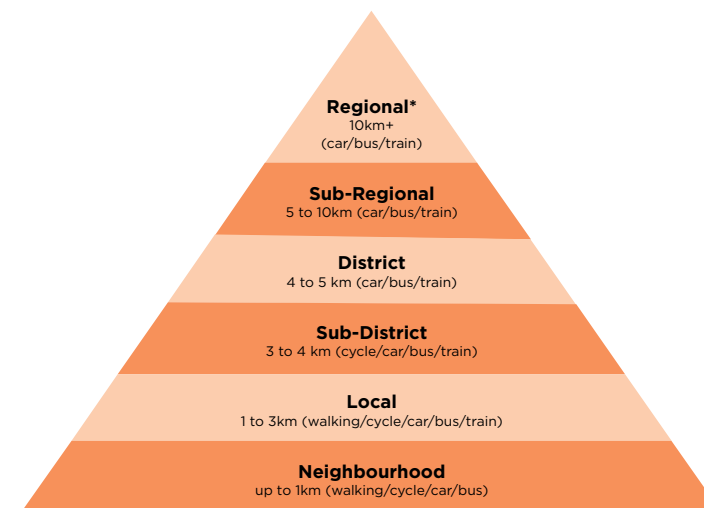 Regional*
10km+
(car/bus/train)
Sub-Regional
5 to 10km (car/bus/train)
District
4 to 5 km (car/bus/train)
Sub-District
3 to 4 km (cycle/car/bus/train)
Local
1 to 3km (walking/cycle/car/bus/train)
Neighbourhood
up to 1km (walking/cycle/car/bus)